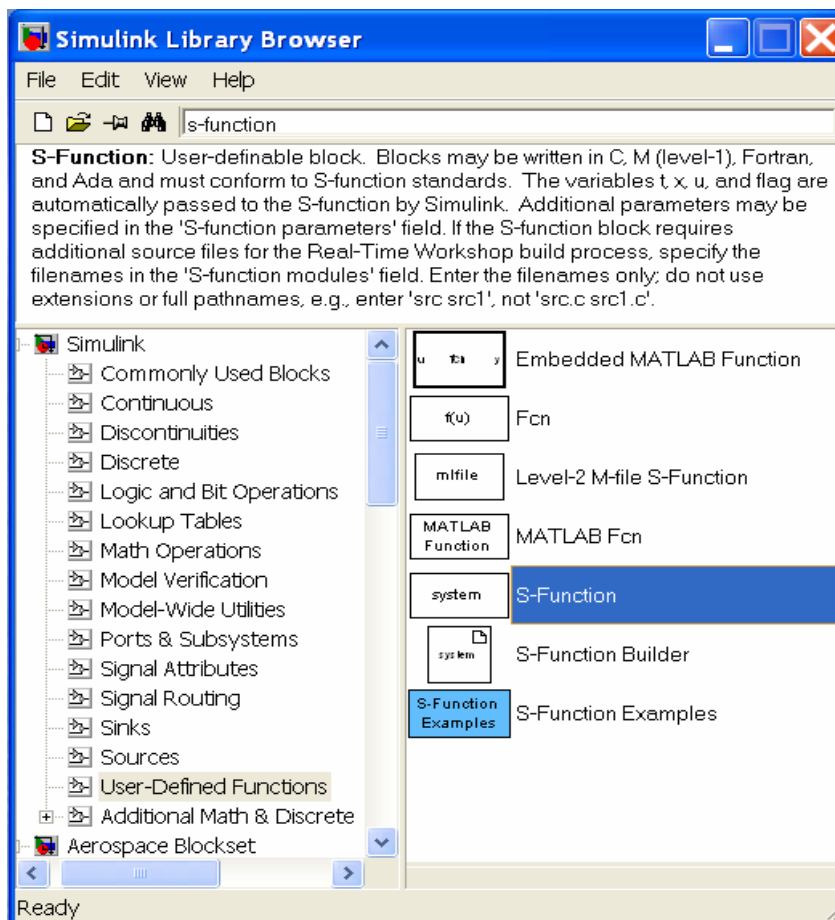 Simulink Library Browser
File Edit View Help
s-function
S-Function: User-definable block. Blocks may be written in C, M (level-1), Fortran,
and Ada and must conform to S-function standards. The variables t, x, u, and flag are
automatically passed to the S-function by Simulink. Additional parameters may be
specified in the 'S-function parameters' field. If the S-function block requires
additional source files for the Real-Time Workshop build process, specify the
filenames in the 'S-function modules' field. Enter the filenames only; do not use
extensions or full pathnames, e.g., enter 'src src1', not 'src.c src1.c'.
Simulink
Commonly Used Blocks
Continuous
Discontinuities
Discrete
Logic and Bit Operations
Lookup Tables
Math Operations
Model Verification
Model-Wide Utilities
Ports & Subsystems
Signal Attributes
Signal Routing
Sinks
Sources
User-Defined Functions
Additional Math & Discrete
Aerospace Blockset
u fcn y Embedded MATLAB Function
f(u) Fcn
mlfile Level-2 M-file S-Function
MATLAB
Function
MATLAB Fcn
system S-Function
system S-Function Builder
S-Function
Examples
S-Function Examples
Ready